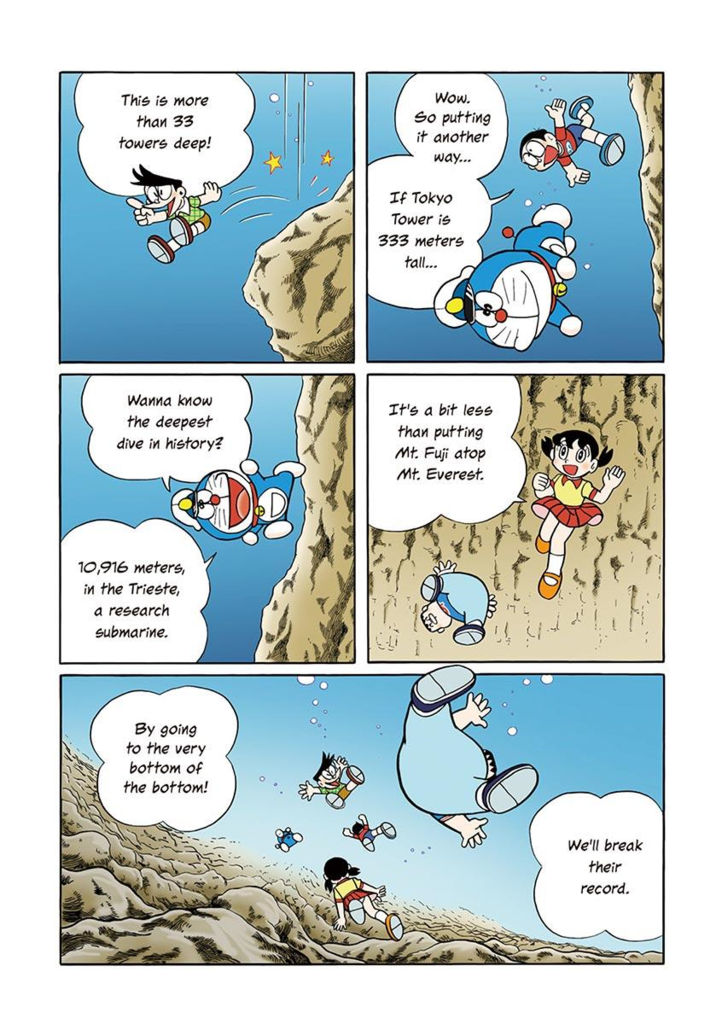 Wow.
So putting
it another
way...
If Tokyo
Tower is
333 meters
tall...
This is more
than 33
towers deep!
It's a bit less
than putting
Mt. Fuji atop
Mt. Everest.
Wanna know
the deepest
dive in history?
10,916 meters,
in the Trieste,
a research
submarine.
We'll break
their
record.
By going
to the very
bottom of
the bottom!